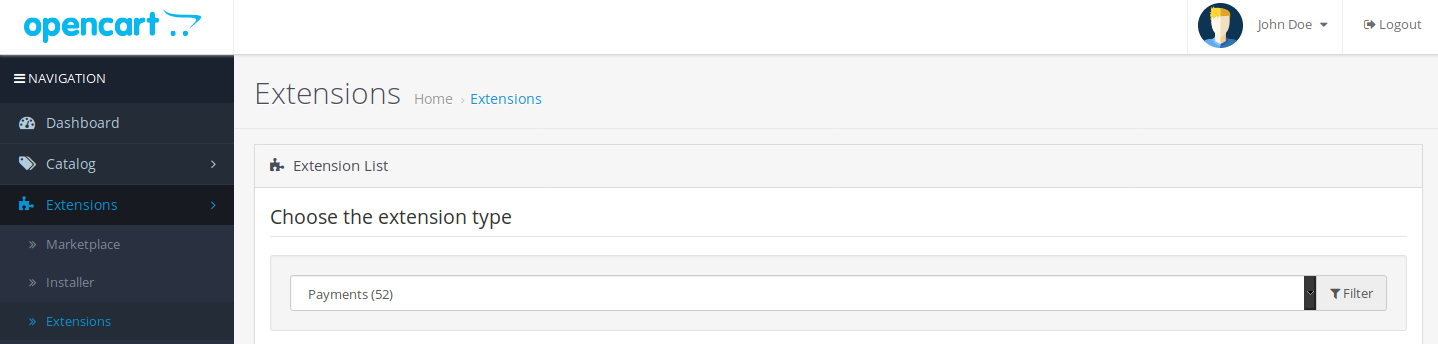 opencart
John Doe
Logout
NAVIGATION
Dashboard
Catalog
Extensions
Marketplace
Installer
Extensions
Extensions Home › Extensions
Extension List
Choose the extension type
Payments (52)
Filter